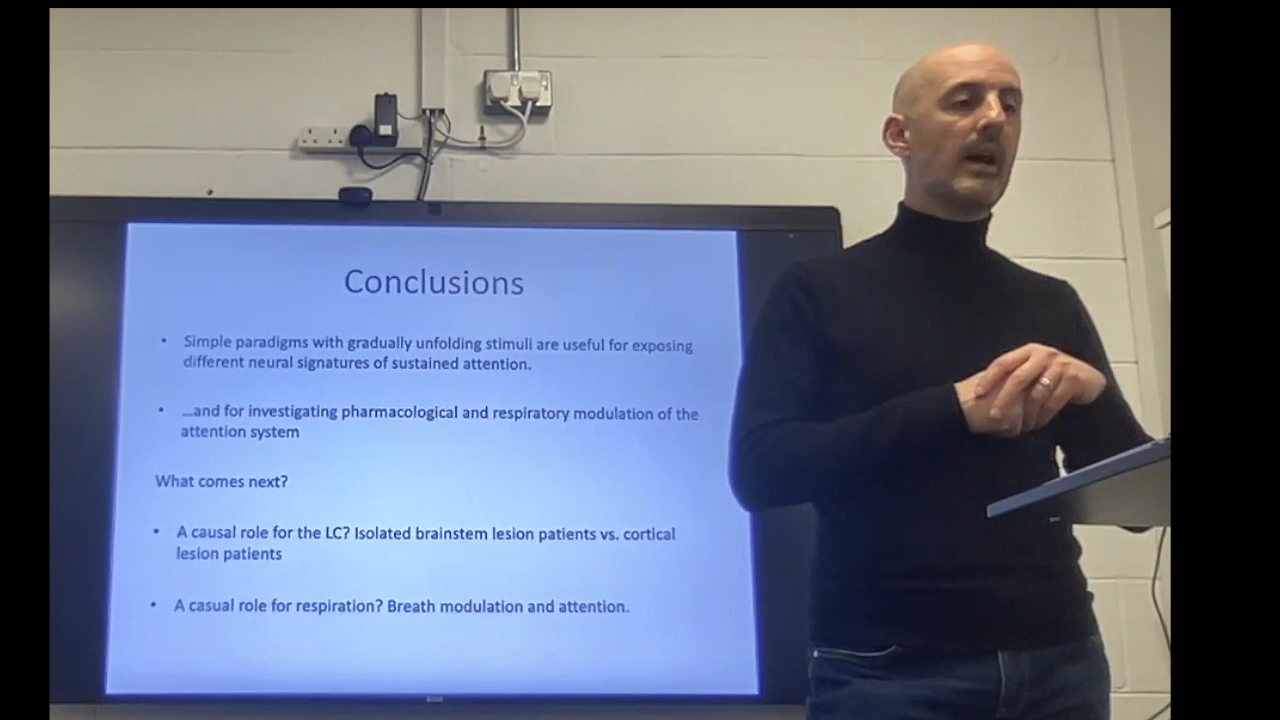 Conclusions
• Simple paradigms with gradually unfolding stimuli are useful for exposing
different neural signatures of sustained attention.
• ...and for investigating pharmacological and respiratory modulation of the
attention system
What comes next?
• A causal role for the LC? Isolated brainstem lesion patients vs. cortical
lesion patients
• A casual role for respiration? Breath modulation and attention.